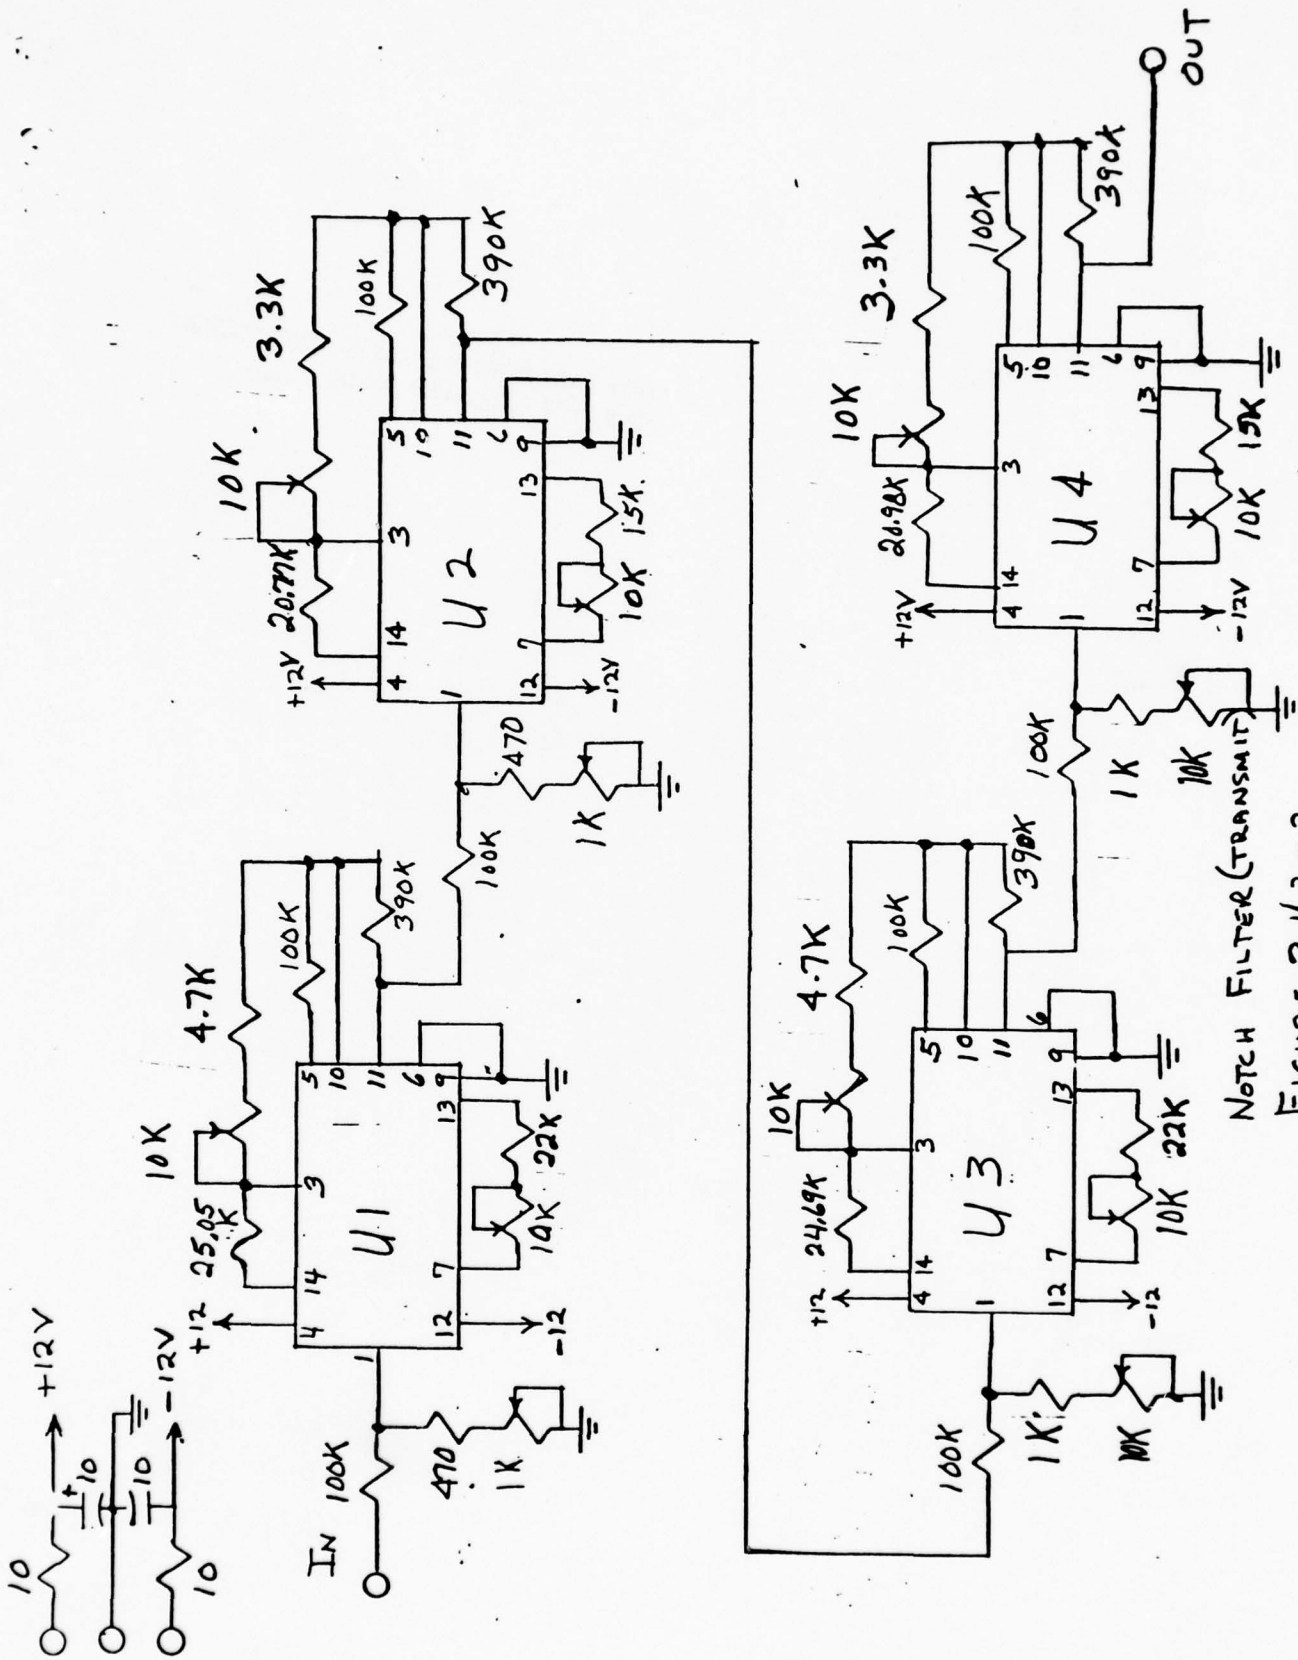 10
+12V
+
10
10
10
-12V
IN
100K
470
1K
+12
25.05
K
10K
4.7K
100K
390K
4
14
3
5
10
11
6
9
13
7
12
1
U1
-12
10K
22K
100K
470
1K
+12V
10K
3.3K
100K
390K
4
14
3
5
10
11
6
9
13
7
12
1
U2
-12V
10K
15K
100K
1K
10K
+12
24.69K
10K
4.7K
100K
390K
4
14
3
5
10
11
6
9
13
7
12
1
U3
-12
10K
22K
100K
1K
10K
+12V
20.98K
10K
3.3K
100K
390K
4
14
3
5
10
11
6
9
13
7
12
1
U4
-12V
10K
15K
OUT
NOTCH FILTER (TRANSMIT)